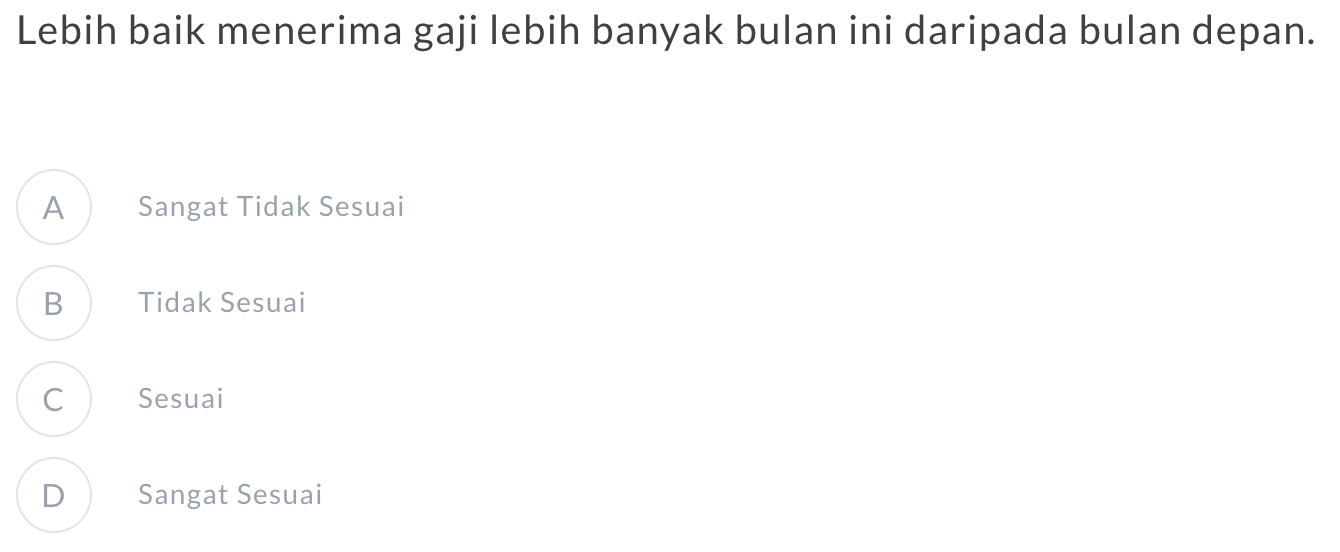 Lebih baik menerima gaji lebih banyak bulan ini daripada bulan depan.
A Sangat Tidak Sesuai
B Tidak Sesuai
C Sesuai
D Sangat Sesuai